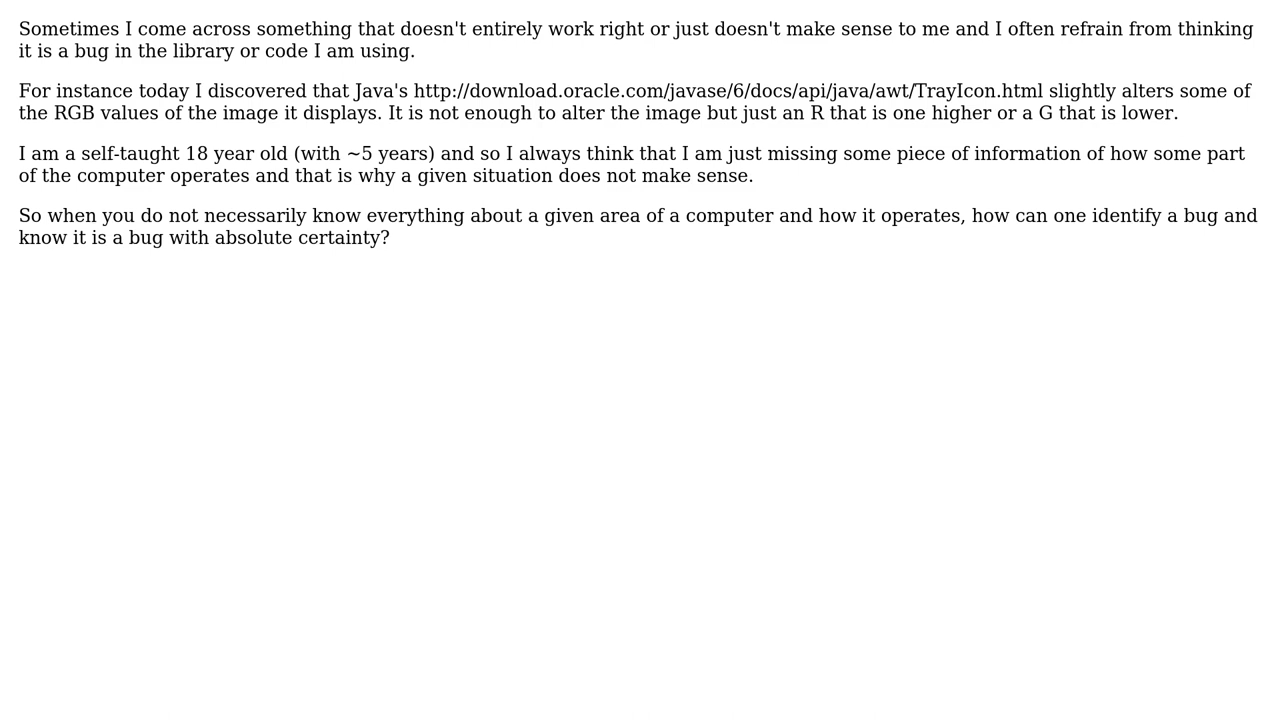 Sometimes I come across something that doesn't entirely work right or just doesn't make sense to me and I often refrain from thinking
it is a bug in the library or code I am using.
For instance today I discovered that Java's http://download.oracle.com/javase/6/docs/api/java/awt/TrayIcon.html slightly alters some of
the RGB values of the image it displays. It is not enough to alter the image but just an R that is one higher or a G that is lower.
I am a self-taught 18 year old (with ~5 years) and so I always think that I am just missing some piece of information of how some part
of the computer operates and that is why a given situation does not make sense.
So when you do not necessarily know everything about a given area of a computer and how it operates, how can one identify a bug and
know it is a bug with absolute certainty?